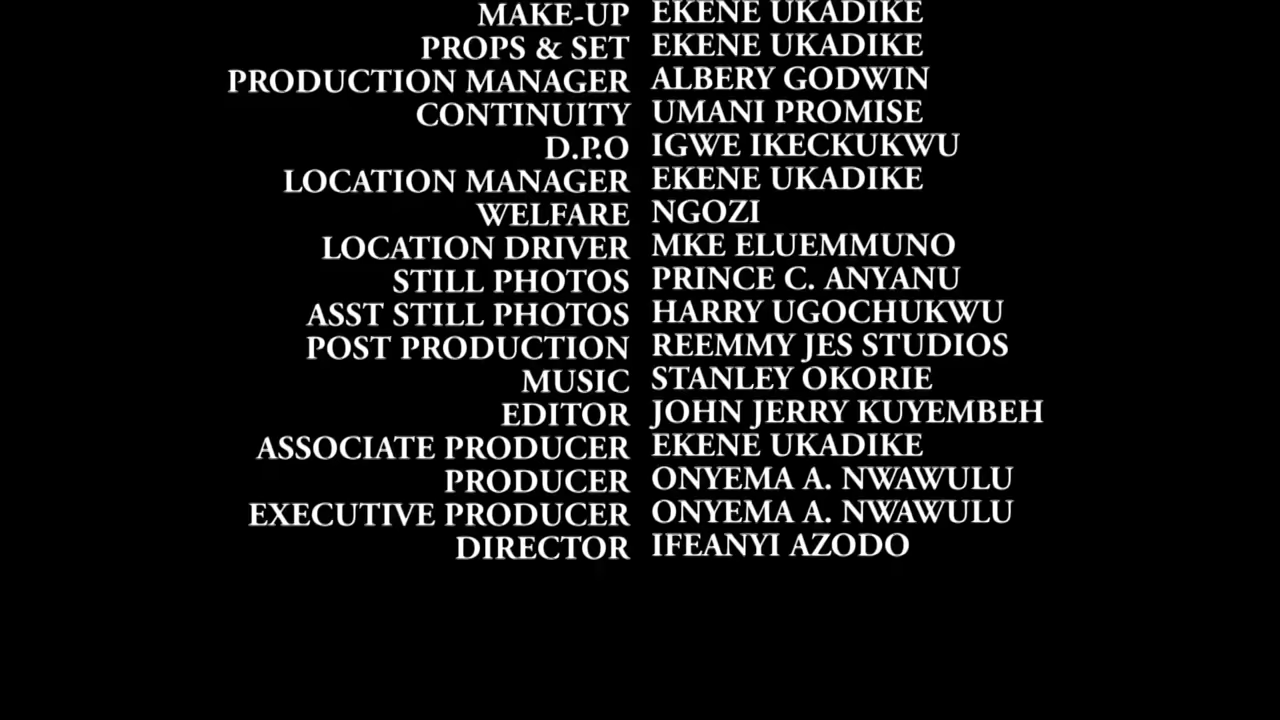 MAKE-UP EKENE UKADIKE
PROPS & SET EKENE UKADIKE
PRODUCTION MANAGER ALBERY GODWIN
CONTINUITY UMANI PROMISE
D.P.O IGWE IKECKUKWU
LOCATION MANAGER EKENE UKADIKE
WELFARE NGOZI
LOCATION DRIVER MKE ELUEMMUNO
STILL PHOTOS PRINCE C. ANYANU
ASST STILL PHOTOS HARRY UGOCHUKWU
POST PRODUCTION REEMMY JES STUDIOS
MUSIC STANLEY OKORIE
EDITOR JOHN JERRY KUYEMBEH
ASSOCIATE PRODUCER EKENE UKADIKE
PRODUCER ONYEMA A. NWAWULU
EXECUTIVE PRODUCER ONYEMA A. NWAWULU
DIRECTOR IFEANYI AZODO